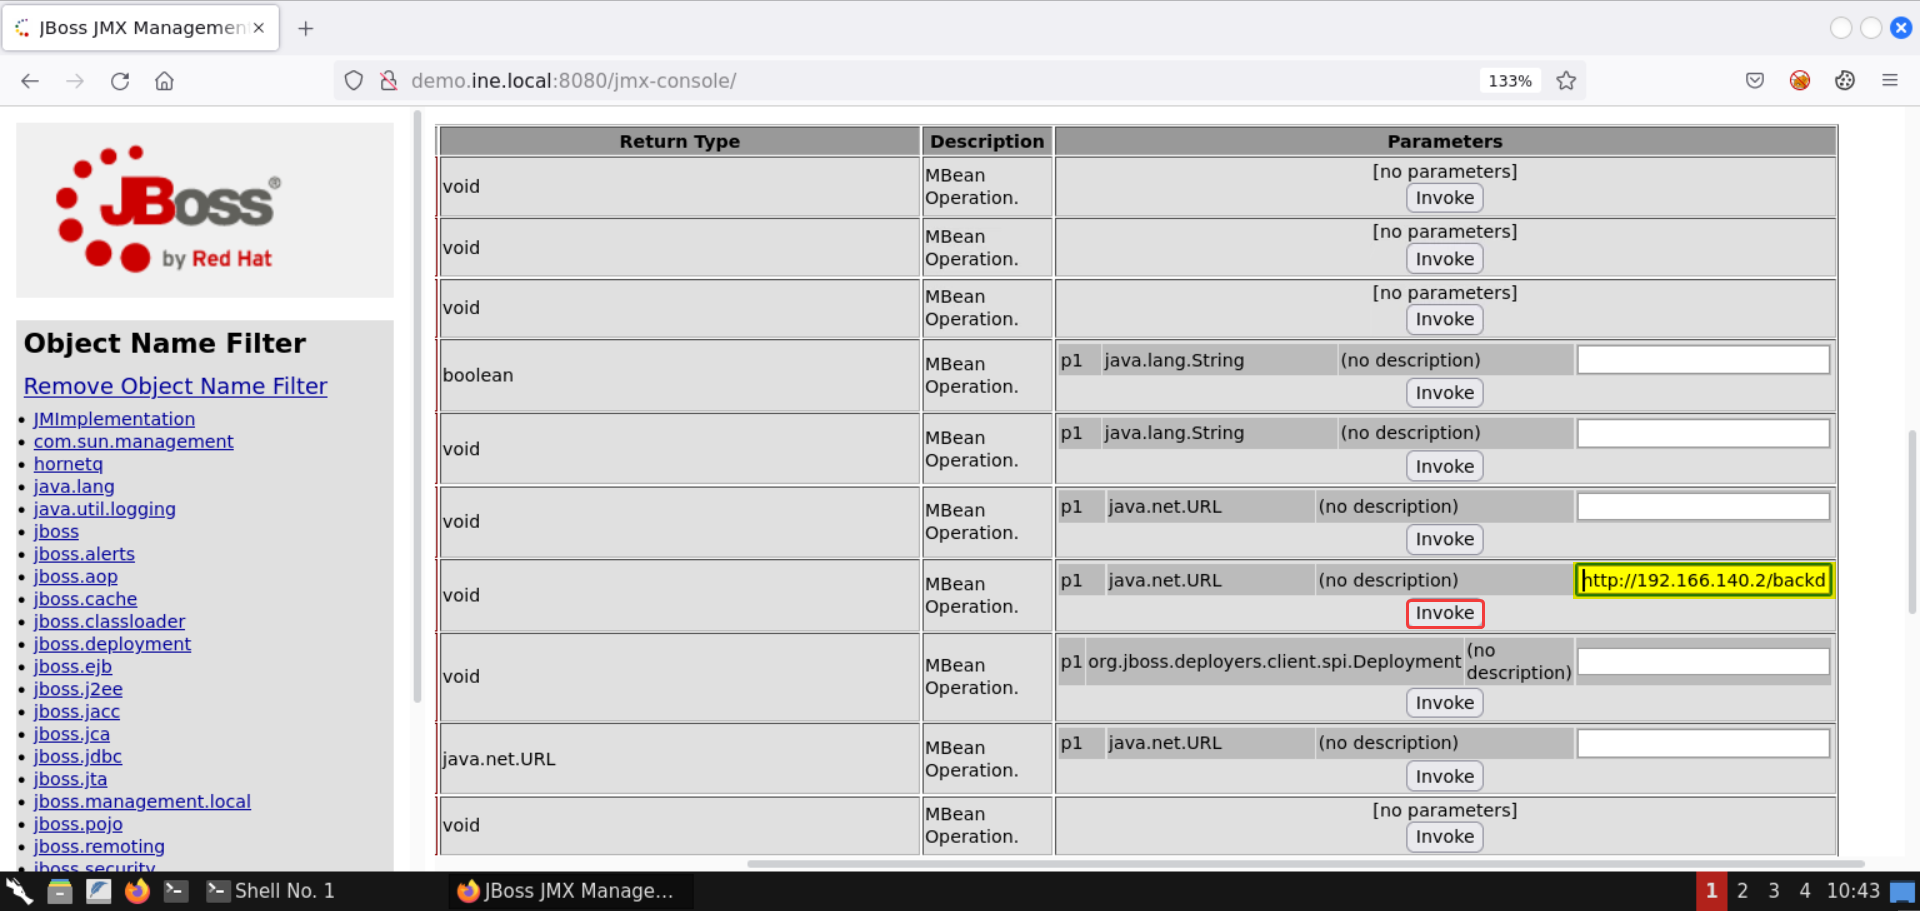 JBoss JMX Management
demo.ine.local:8080/jmx-console/
133%
JBoss®
by Red Hat
Object Name Filter
Remove Object Name Filter
• JMImplementation
• com.sun.management
• hornetq
• java.lang
• java.util.logging
• jboss
• jboss.alerts
• jboss.aop
• jboss.cache
• jboss.classloader
• jboss.deployment
• jboss.ejb
• jboss.j2ee
• jboss.jacc
• jboss.jca
• jboss.jdbc
• jboss.jta
• jboss.management.local
• jboss.pojo
• jboss.remoting
jboss.security
Return Type Description Parameters
void MBean Operation. [no parameters]
Invoke
void MBean Operation. [no parameters]
Invoke
void MBean Operation. [no parameters]
Invoke
boolean MBean Operation. p1 java.lang.String (no description)
Invoke
void MBean Operation. p1 java.lang.String (no description)
Invoke
void MBean Operation. p1 java.net.URL (no description)
Invoke
void MBean Operation. p1 java.net.URL (no description) http://192.166.140.2/backd
Invoke
void MBean Operation. p1 org.jboss.deployers.client.spi.Deployment (no description)
Invoke
java.net.URL MBean Operation. p1 java.net.URL (no description)
Invoke
void MBean Operation. [no parameters]
Invoke
Shell No. 1 JBoss JMX Manage... 1 2 3 4 10:43